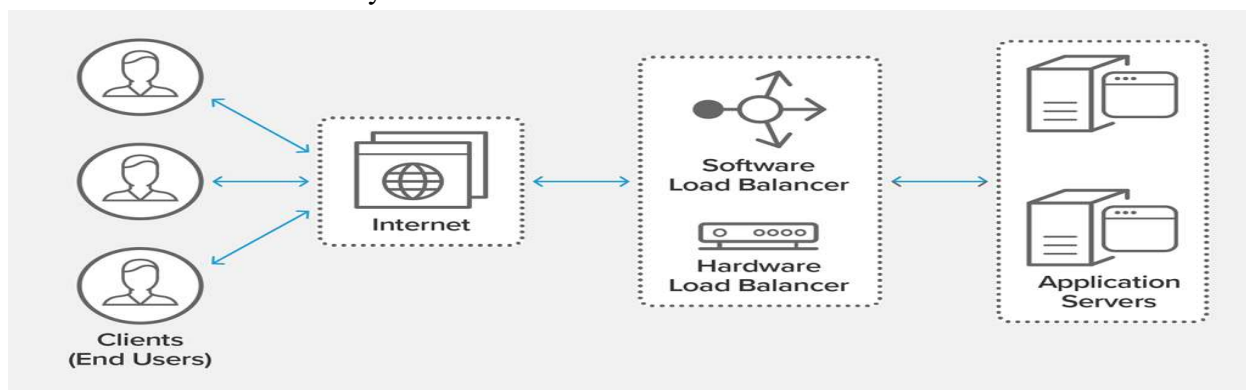 Internet
Software
Load Balancer
Hardware
Load Balancer
Application
Servers
Clients
(End Users)